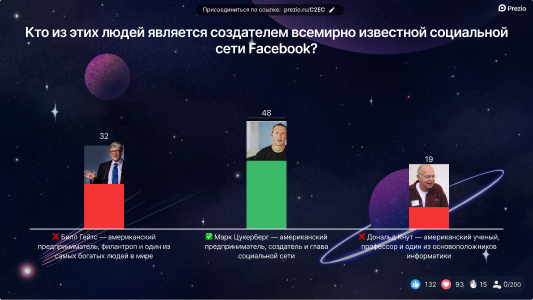 Присоединиться по ссылке: prezio.ru/C2EC
Prezio
Кто из этих людей является создателем всемирно известной социальной
сети Facebook?
32
48
19
❌ Билл Гейтс — американский
предприниматель, филантроп и один из
самых богатых людей в мире
✅ Марк Цукерберг — американский
предприниматель, создатель и глава
социальной сети
❌ Дональд Кнут — американский ученый,
профессор и один из основоположников
информатики
132 93 15 0/200